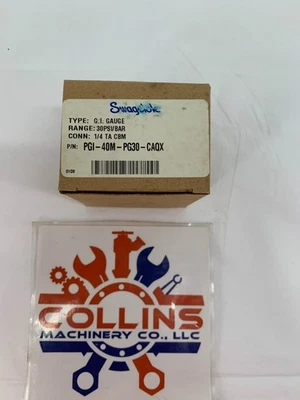 Swagelok
TYPE: G.I. GAUGE
RANGE: 30PSI/BAR
CONN: 1/4 TA CBM
P/N: PGI-40M-PG30-CAQX
COLLINS
MACHINERY CO., LLC